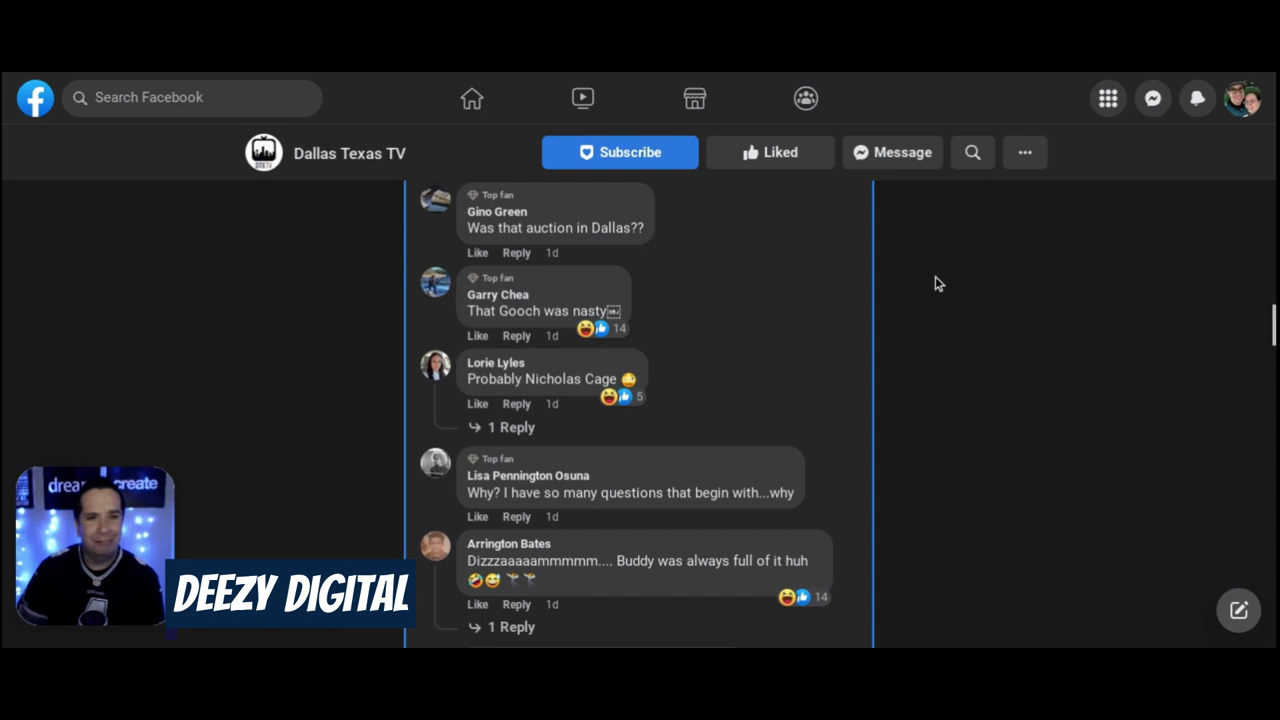 Search Facebook
DTX TV
Dallas Texas TV
Subscribe
Liked
Message
Top fan
Gino Green
Was that auction in Dallas??
Like Reply 1d
Top fan
Garry Chea
That Gooch was nasty
14
Like Reply 1d
Lorie Lyles
Probably Nicholas Cage
5
Like Reply 1d
1 Reply
Top fan
Lisa Pennington Osuna
Why? I have so many questions that begin with...why
Like Reply 1d
Arrington Bates
Dizzzaaaaammmmm.... Buddy was always full of it huh
14
Like Reply 1d
1 Reply
create
DEEZY DIGITAL